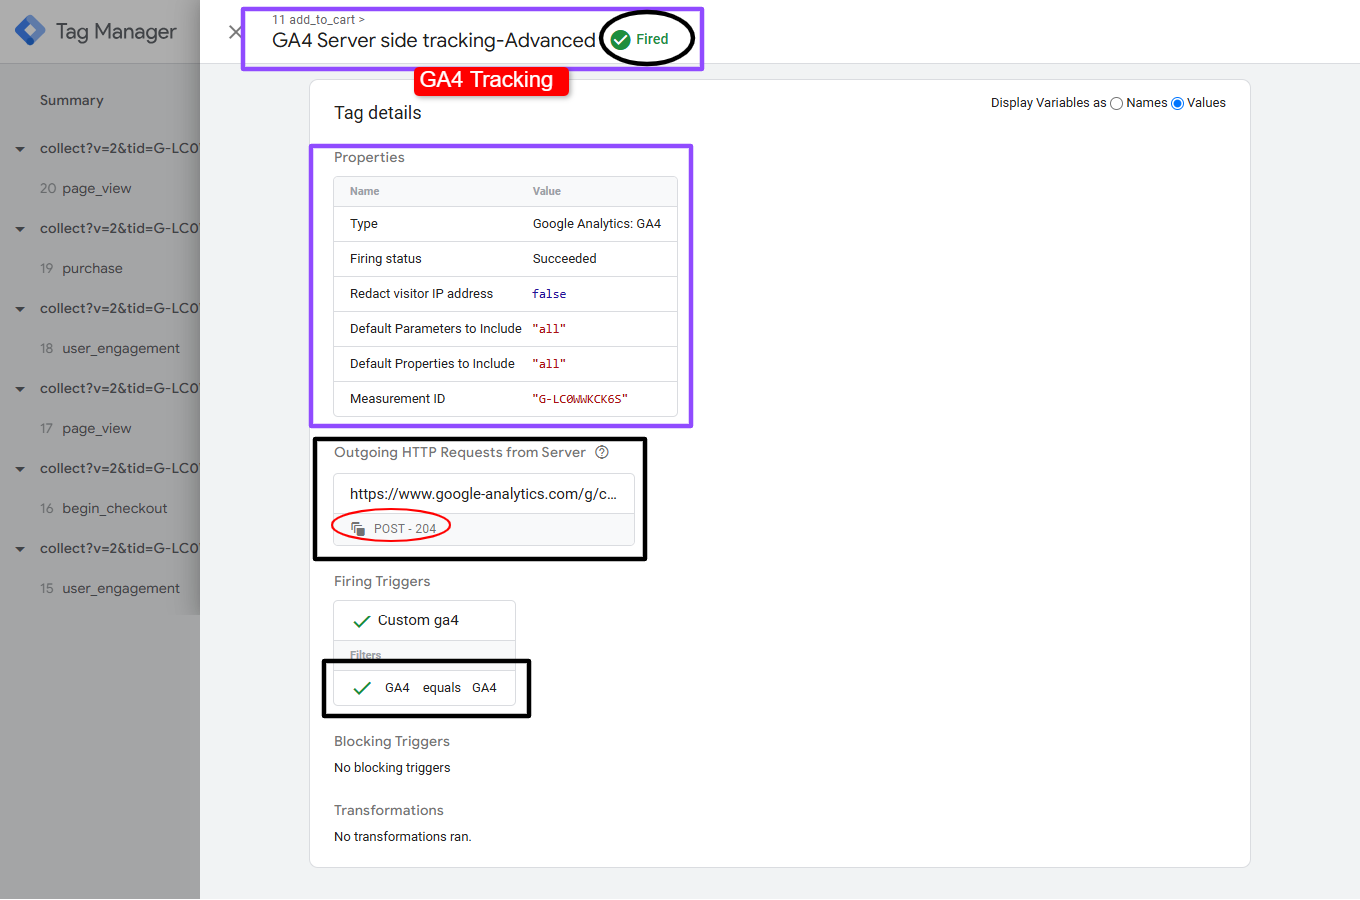 Tag Manager
Summary
collect?v=2&tid=G-LC0
20 page_view
collect?v=2&tid=G-LC0
19 purchase
collect?v=2&tid=G-LC0
18 user_engagement
collect?v=2&tid=G-LC0
17 page_view
collect?v=2&tid=G-LC0
16 begin_checkout
collect?v=2&tid=G-LC0
15 user_engagement
11 add_to_cart >
GA4 Server side tracking-Advanced Fired
GA4 Tracking
Tag details
Display Variables as Names Values
Properties
Name Value
Type Google Analytics: GA4
Firing status Succeeded
Redact visitor IP address false
Default Parameters to Include "all"
Default Properties to Include "all"
Measurement ID "G-LC0WWKCK6S"
Outgoing HTTP Requests from Server
https://www.google-analytics.com/g/c...
POST - 204
Firing Triggers
Custom ga4
Filters
GA4 equals GA4
Blocking Triggers
No blocking triggers
Transformations
No transformations ran.